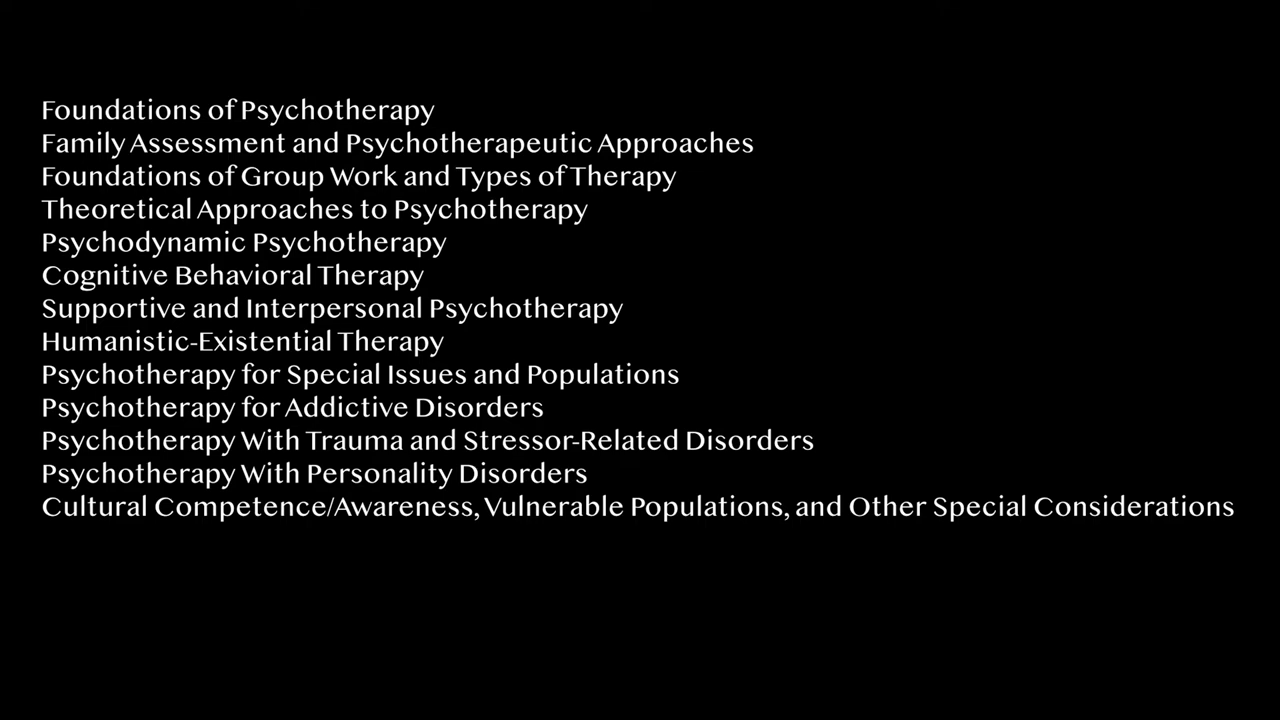 Foundations of Psychotherapy
Family Assessment and Psychotherapeutic Approaches
Foundations of Group Work and Types of Therapy
Theoretical Approaches to Psychotherapy
Psychodynamic Psychotherapy
Cognitive Behavioral Therapy
Supportive and Interpersonal Psychotherapy
Humanistic-Existential Therapy
Psychotherapy for Special Issues and Populations
Psychotherapy for Addictive Disorders
Psychotherapy With Trauma and Stressor-Related Disorders
Psychotherapy With Personality Disorders
Cultural Competence/Awareness, Vulnerable Populations, and Other Special Considerations